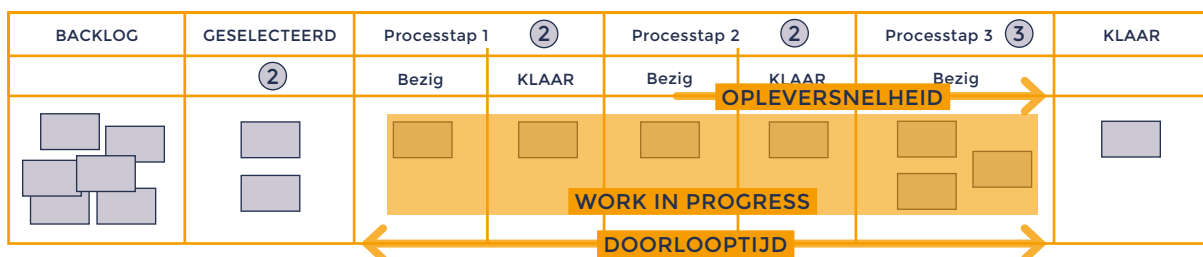 BACKLOG GESELECTEERD Processtap 1 2 Processtap 2 2 Processtap 3 3 KLAAR
2 Bezig KLAAR Bezig KLAAR Bezig
OPLEVERSNELHEID
WORK IN PROGRESS
DOORLOOPTIJD